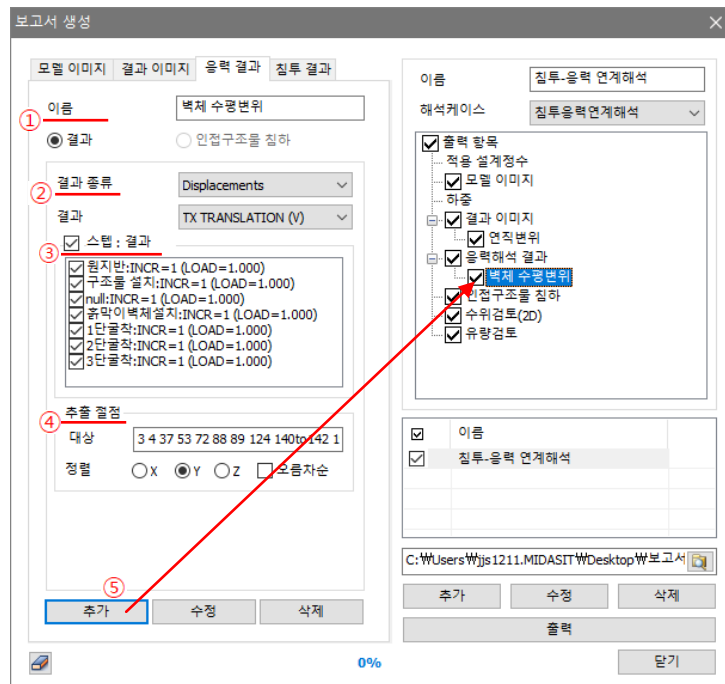 보고서 생성
모델 이미지 결과 이미지 응력 결과 침투 결과
① 이름 벽체 수평변위
결과 인접구조물 침하
② 결과 종류 Displacements
결과 TX TRANSLATION (V)
③ 스텝 : 결과
원지반:INCR=1 (LOAD=1.000)
구조물 설치:INCR=1 (LOAD=1.000)
null:INCR=1 (LOAD=1.000)
흙막이벽체설치:INCR=1 (LOAD=1.000)
1단굴착:INCR=1 (LOAD=1.000)
2단굴착:INCR=1 (LOAD=1.000)
3단굴착:INCR=1 (LOAD=1.000)
④ 추출 절점
대상 3 4 37 53 72 88 89 124 140to142 1
정렬 X Y Z 오름차순
⑤
추가 수정 삭제
0%
이름 침투-응력 연계해석
해석케이스 침투응력연계해석
출력 항목
적용 설계정수
모델 이미지
하중
결과 이미지
연직변위
응력해석 결과
벽체 수평변위
인접구조물 침하
수위검토(2D)
유량검토
이름
침투-응력 연계해석
C:₩Users₩jjs1211.MIDASIT₩Desktop₩보고서
추가 수정 삭제
출력
닫기